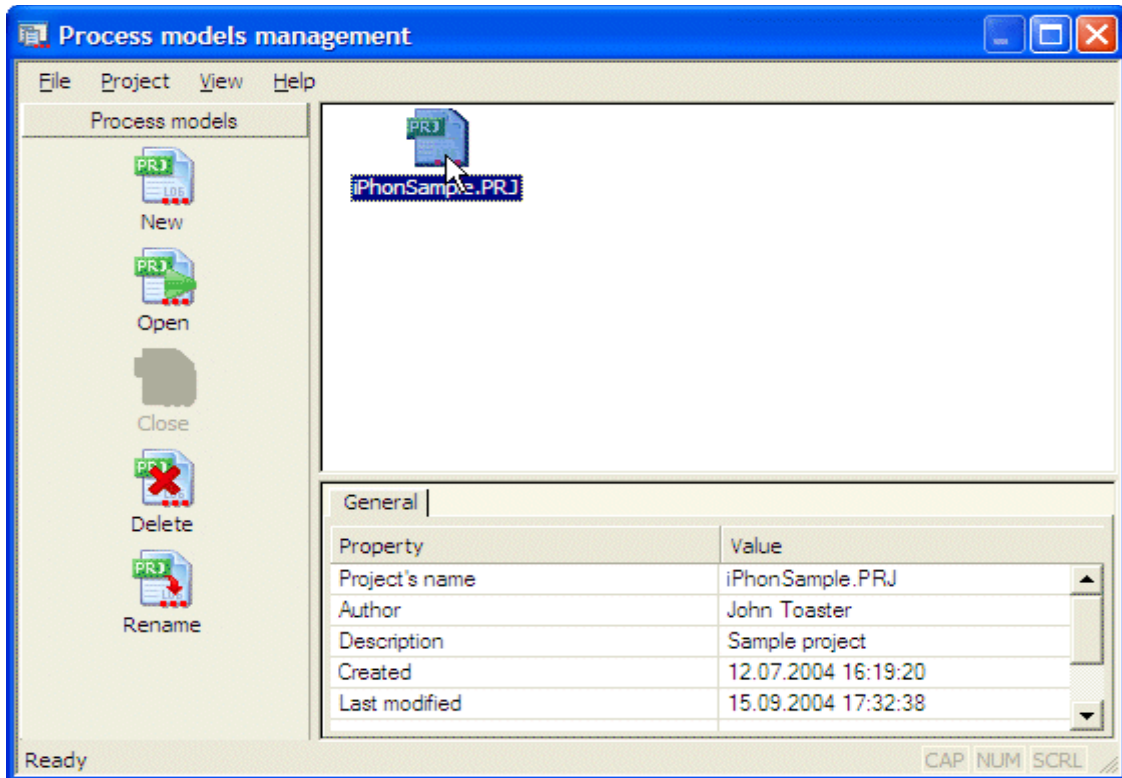 Process models management
File Project View Help
Process models
PRJ
LOG
New
PRJ
Open
Close
PRJ
LOG
Delete
PRJ
LOG
Rename
PRJ
iPhonSample.PRJ
General
Property Value
Project's name iPhonSample.PRJ
Author John Toaster
Description Sample project
Created 12.07.2004 16:19:20
Last modified 15.09.2004 17:32:38
Ready CAP NUM SCRL